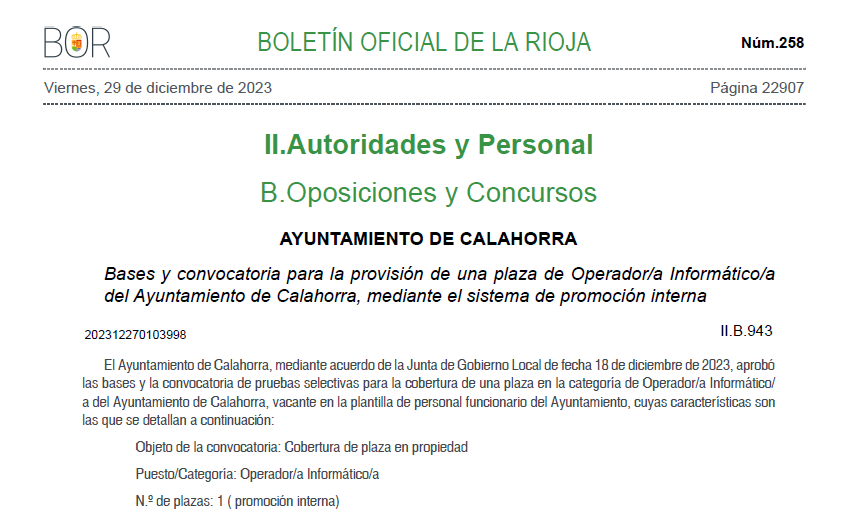 BOR
BOLETÍN OFICIAL DE LA RIOJA
Núm.258
Viernes, 29 de diciembre de 2023
Página 22907
II.Autoridades y Personal
B.Oposiciones y Concursos
AYUNTAMIENTO DE CALAHORRA
Bases y convocatoria para la provisión de una plaza de Operador/a Informático/a
del Ayuntamiento de Calahorra, mediante el sistema de promoción interna
202312270103998
II.B.943
El Ayuntamiento de Calahorra, mediante acuerdo de la Junta de Gobierno Local de fecha 18 de diciembre de 2023, aprobó
las bases y la convocatoria de pruebas selectivas para la cobertura de una plaza en la categoría de Operador/a Informático/
a del Ayuntamiento de Calahorra, vacante en la plantilla de personal funcionario del Ayuntamiento, cuyas características son
las que se detallan a continuación:
Objeto de la convocatoria: Cobertura de plaza en propiedad
Puesto/Categoría: Operador/a Informático/a
N.º de plazas: 1 ( promoción interna)